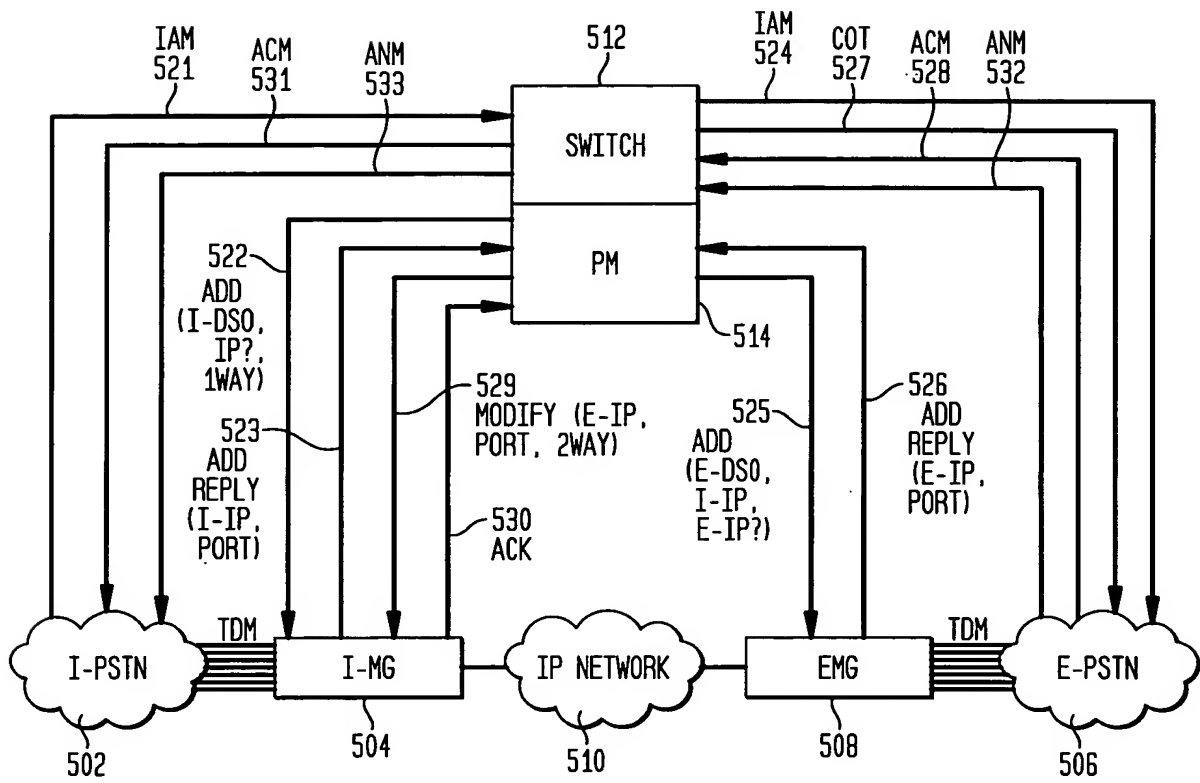 IAM
521
ACM
531
ANM
533
512
IAM
524
COT
527
ACM
528
ANM
532
SWITCH
PM
514
522
ADD
(I-DS0,
IP?,
1WAY)
523
ADD
REPLY
(I-IP,
PORT)
529
MODIFY (E-IP,
PORT, 2WAY)
530
ACK
525
ADD
(E-DS0,
I-IP,
E-IP?)
526
ADD
REPLY
(E-IP,
PORT)
I-PSTN
502
TDM
I-MG
504
IP NETWORK
510
EMG
508
TDM
E-PSTN
506